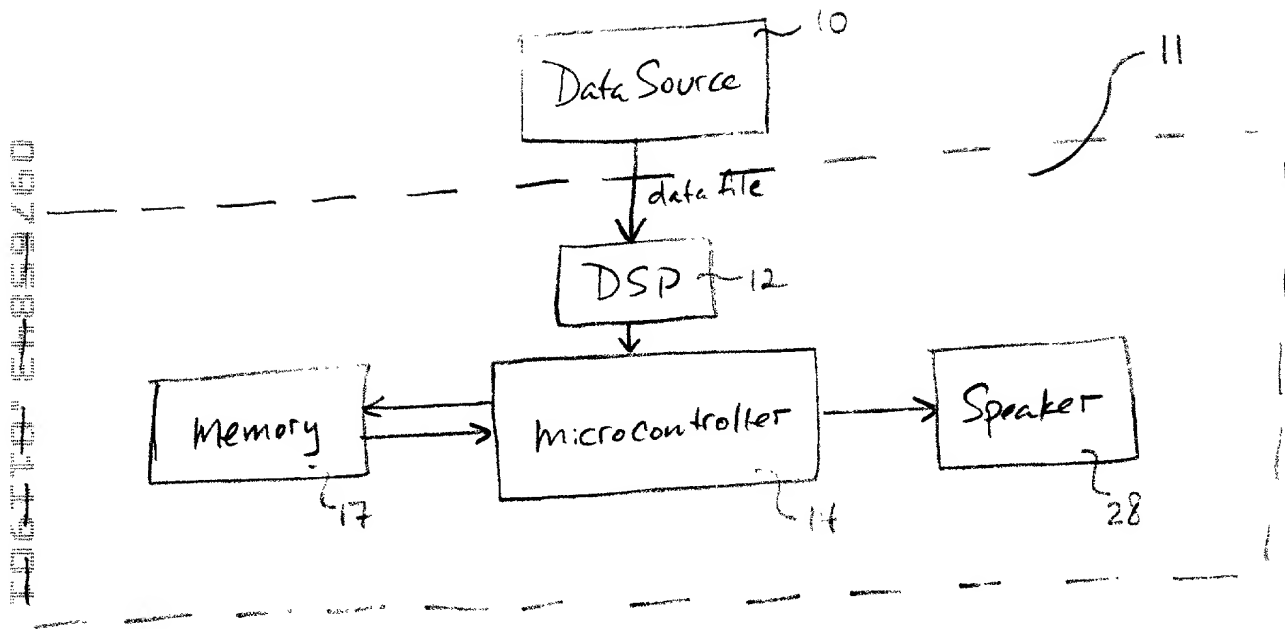 10
Data Source
11
data file
DSP
12
Memory
Microcontroller
Speaker
17
14
28